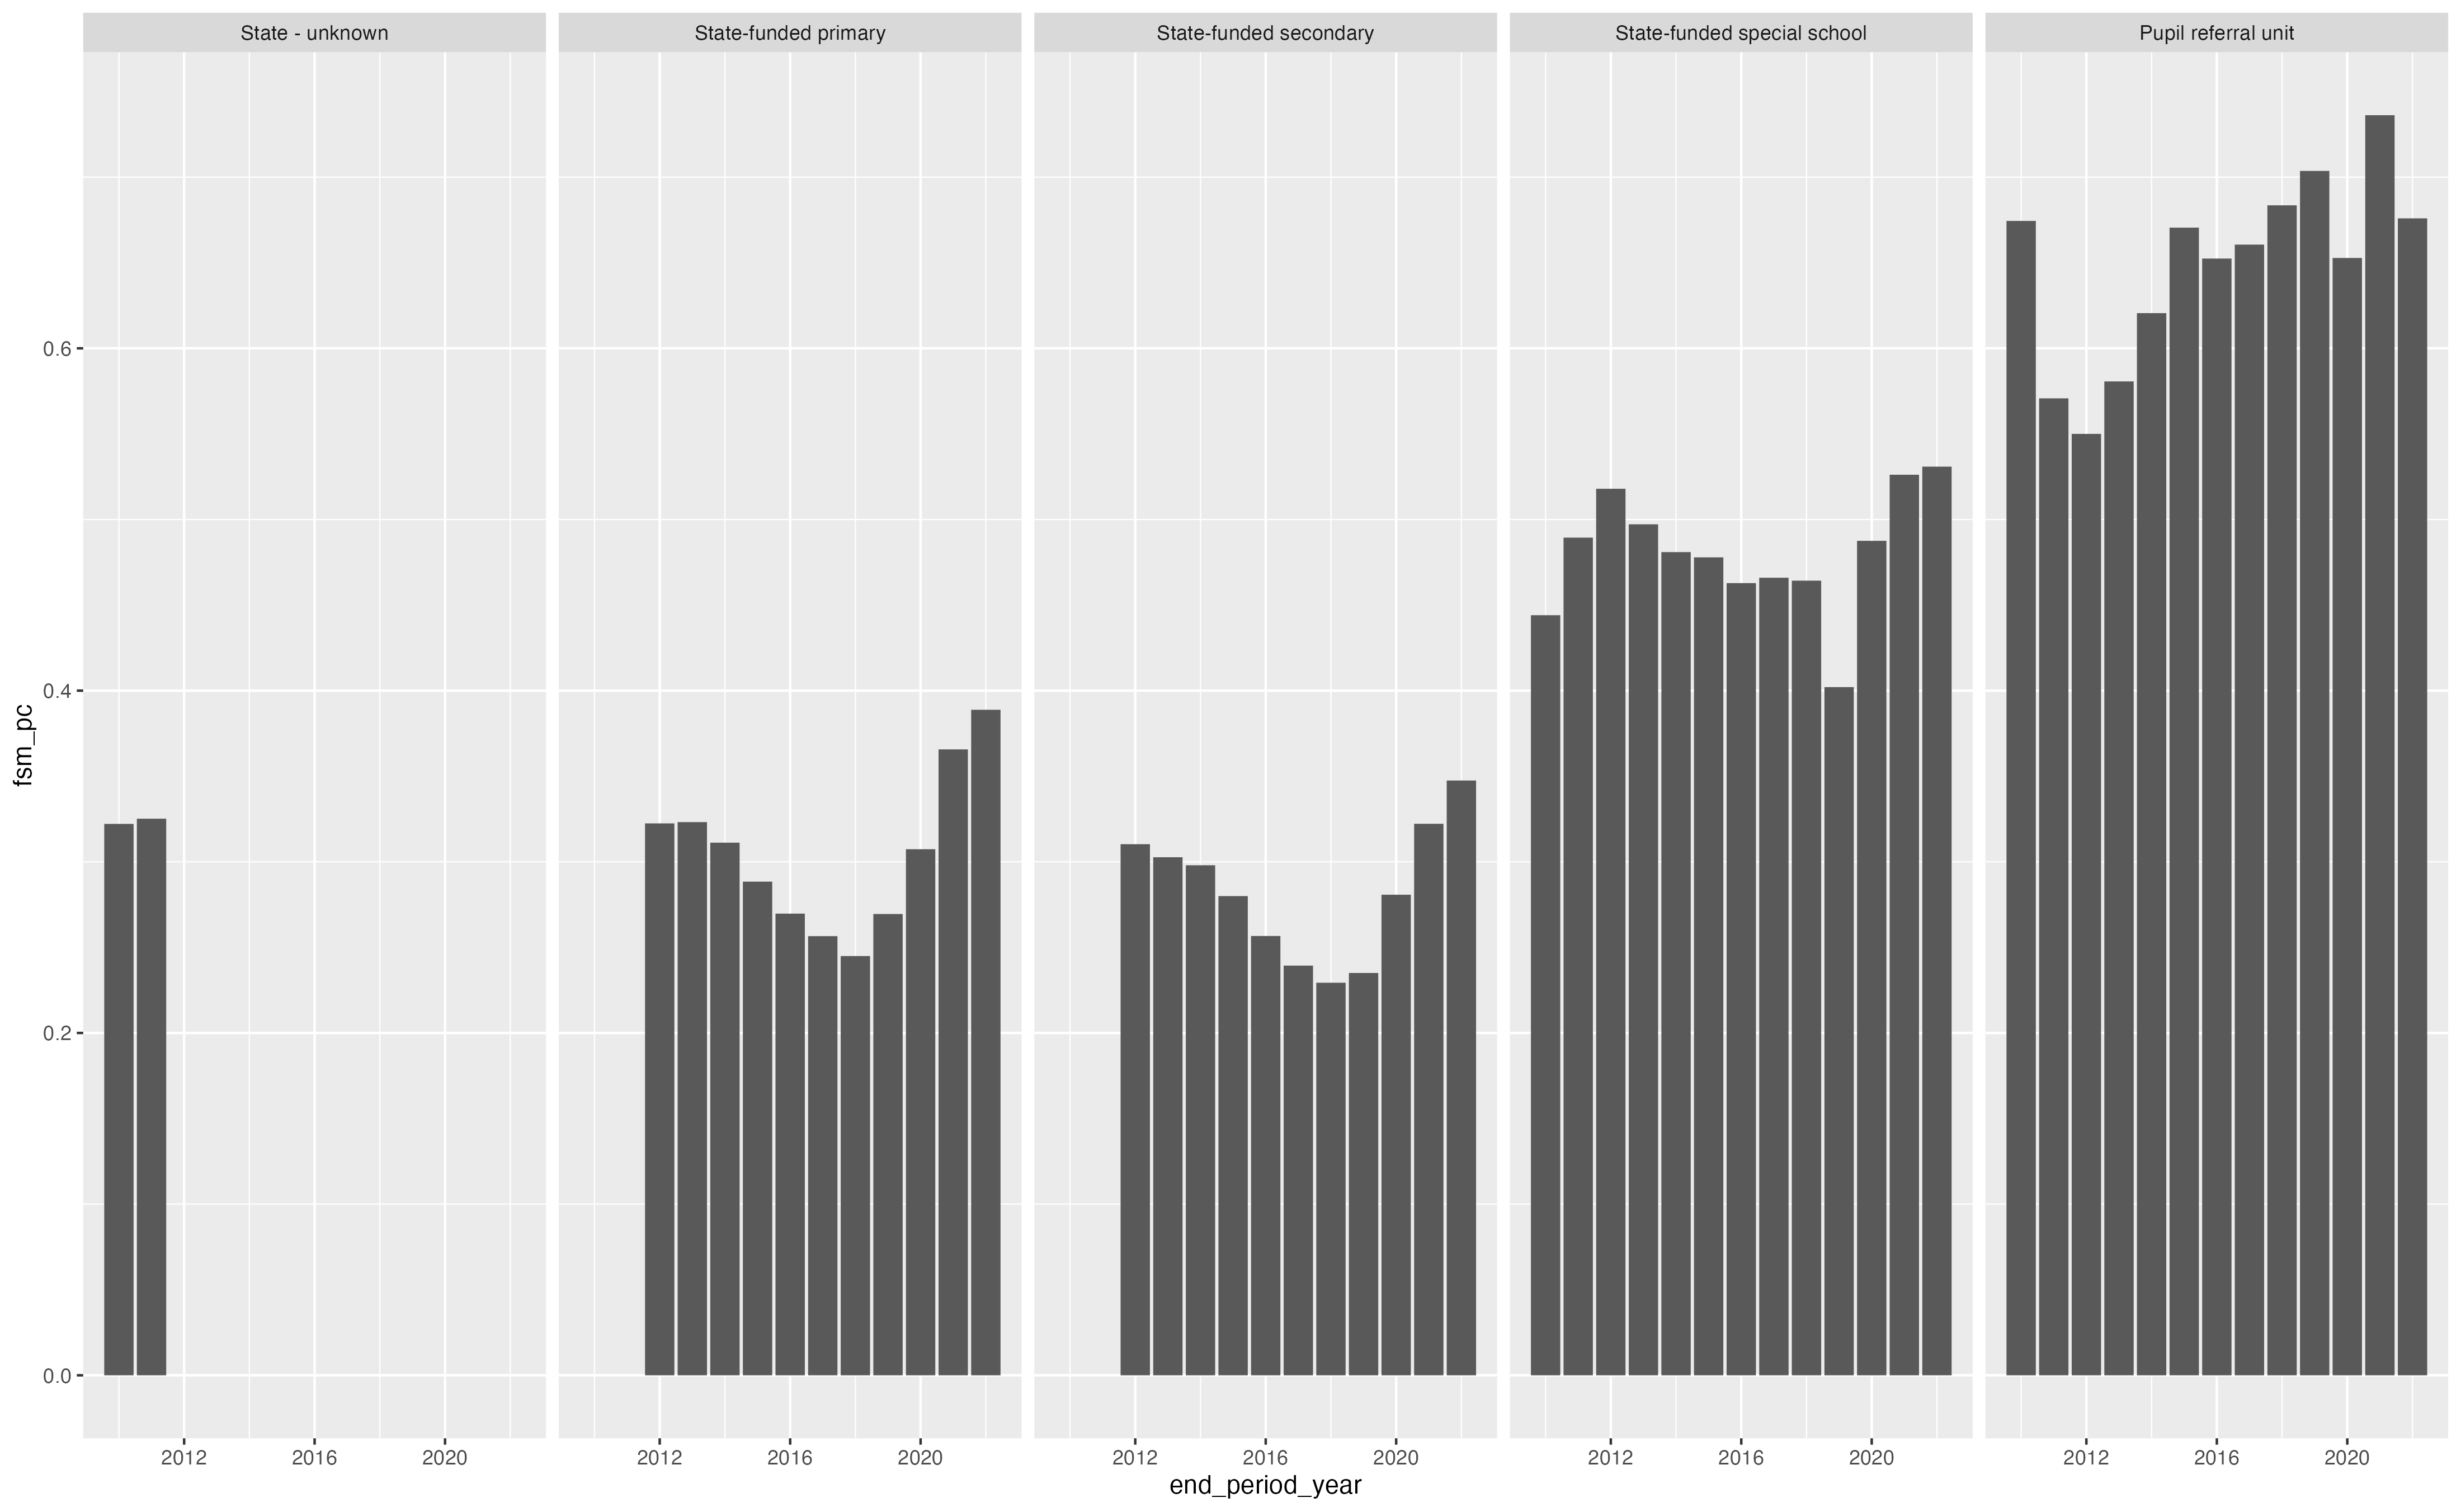 State - unknown
State-funded primary
State-funded secondary
State-funded special school
Pupil referral unit
0.6
0.4
0.2
0.0
fsm_pc
2012 2016 2020
2012 2016 2020
2012 2016 2020
2012 2016 2020
2012 2016 2020
end_period_year